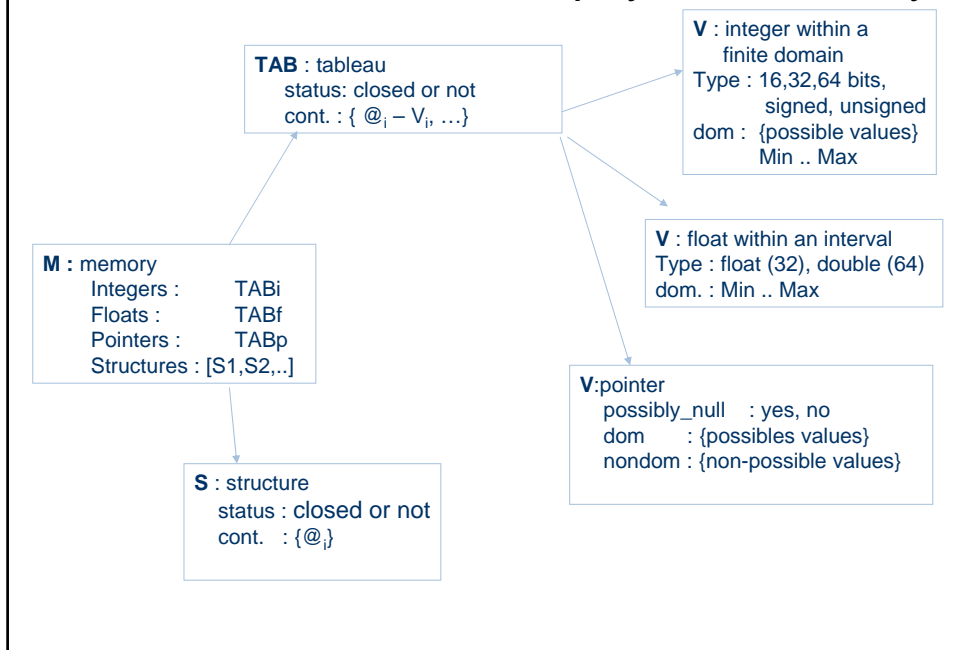 V : integer within a
finite domain
Type : 16,32,64 bits,
signed, unsigned
dom : {possible values}
Min .. Max
TAB : tableau
status: closed or not
cont. : { @i – Vi, …}
V : float within an interval
Type : float (32), double (64)
dom. : Min .. Max
M : memory
Integers : TABi
Floats : TABf
Pointers : TABp
Structures : [S1,S2,..]
V:pointer
possibly_null : yes, no
dom : {possibles values}
nondom : {non-possible values}
S : structure
status : closed or not
cont. : {@i}